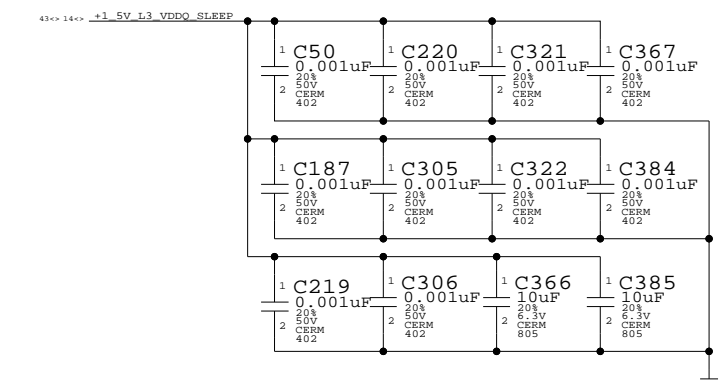 43<> 14<> +1_5V_L3_VDDQ_SLEEP
1 C50
0.001uF
20%
50V
2 CERM
402
1 C220
0.001uF
20%
50V
2 CERM
402
1 C321
0.001uF
20%
50V
2 CERM
402
1 C367
0.001uF
20%
50V
2 CERM
402
1 C187
0.001uF
20%
50V
2 CERM
402
1 C305
0.001uF
20%
50V
2 CERM
402
1 C322
0.001uF
20%
50V
2 CERM
402
1 C384
0.001uF
20%
50V
2 CERM
402
1 C219
0.001uF
20%
50V
2 CERM
402
1 C306
0.001uF
20%
50V
2 CERM
402
1 C366
10uF
20%
6.3V
2 CERM
805
1 C385
10uF
20%
6.3V
2 CERM
805